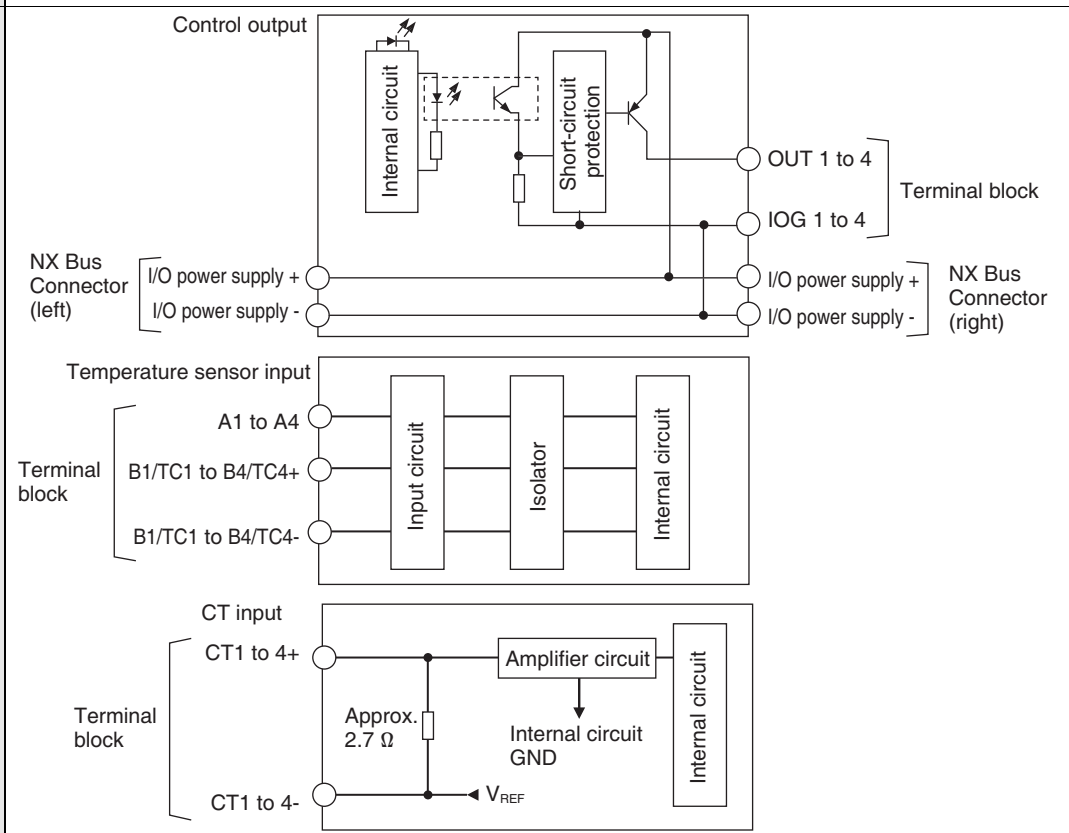 Control output
Internal circuit
Short-circuit
protection
OUT 1 to 4
IOG 1 to 4
Terminal block
NX Bus
Connector
(left)
I/O power supply +
I/O power supply -
I/O power supply +
I/O power supply -
NX Bus
Connector
(right)
Temperature sensor input
Terminal
block
A1 to A4
B1/TC1 to B4/TC4+
B1/TC1 to B4/TC4-
Input circuit
Isolator
Internal circuit
CT input
Terminal
block
CT1 to 4+
CT1 to 4-
Approx.
2.7 Ω
Amplifier circuit
Internal circuit
GND
VREF
Internal circuit